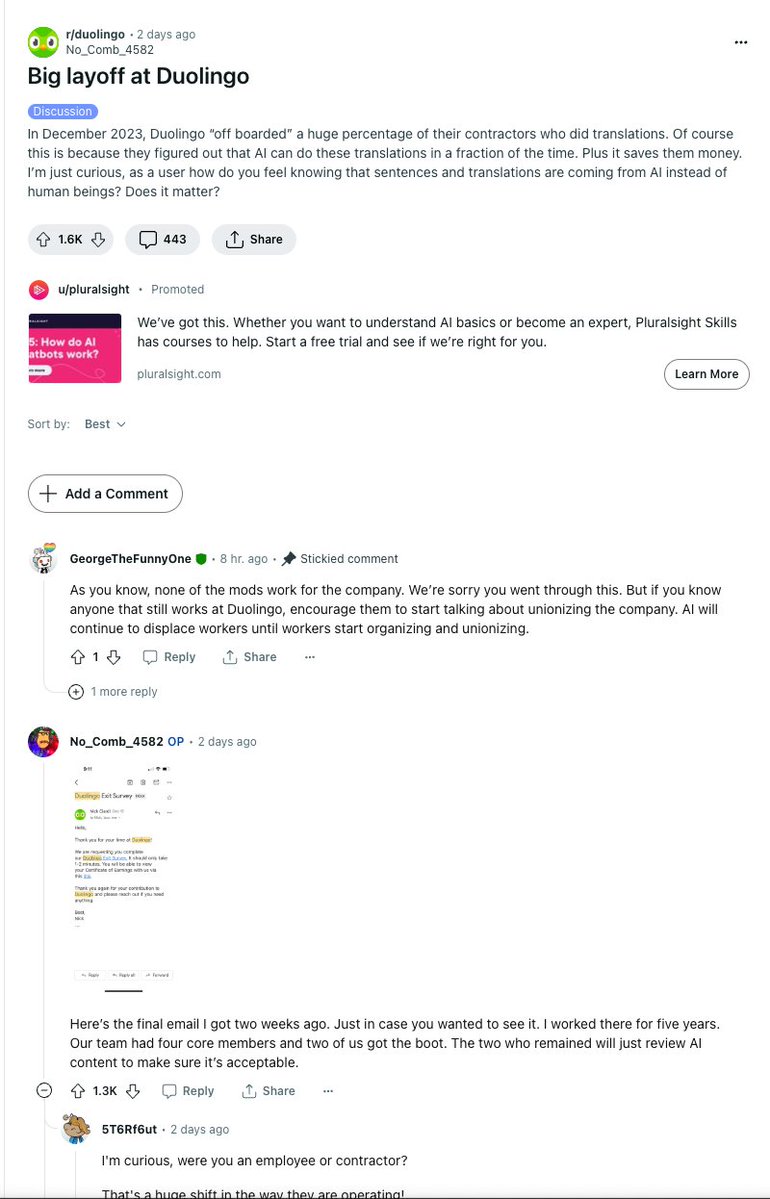 r/duolingo • 2 days ago
No_Comb_4582
Big layoff at Duolingo
Discussion
In December 2023, Duolingo “off boarded” a huge percentage of their contractors who did translations. Of course
this is because they figured out that AI can do these translations in a fraction of the time. Plus it saves them money.
I’m just curious, as a user how do you feel knowing that sentences and translations are coming from AI instead of
human beings? Does it matter?
1.6K
443
Share
u/pluralsight • Promoted
We’ve got this. Whether you want to understand AI basics or become an expert, Pluralsight Skills
has courses to help. Start a free trial and see if we’re right for you.
5: How do AI
atbots work?
pluralsight.com
Learn More
Sort by: Best
Add a Comment
GeorgeTheFunnyOne • 8 hr. ago • Stickied comment
As you know, none of the mods work for the company. We’re sorry you went through this. But if you know
anyone that still works at Duolingo, encourage them to start talking about unionizing the company. AI will
continue to displace workers until workers start organizing and unionizing.
1 Reply Share
1 more reply
No_Comb_4582 OP • 2 days ago
Duolingo Exit Survey
Hello,
Thank you for your time at Duolingo!
We are requesting you complete
our Duolingo Exit Survey. It should only take
1-2 minutes. You will be able to view
your Certificate of Earnings with us via
this link.
Thank you again for your contribution to
Duolingo and please reach out if you need
anything.
Best
Reply Reply all Forward
Here’s the final email I got two weeks ago. Just in case you wanted to see it. I worked there for five years.
Our team had four core members and two of us got the boot. The two who remained will just review AI
content to make sure it’s acceptable.
1.3K Reply Share
5T6Rf6ut • 2 days ago
I'm curious, were you an employee or contractor?
That's a huge shift in the way they are operating!